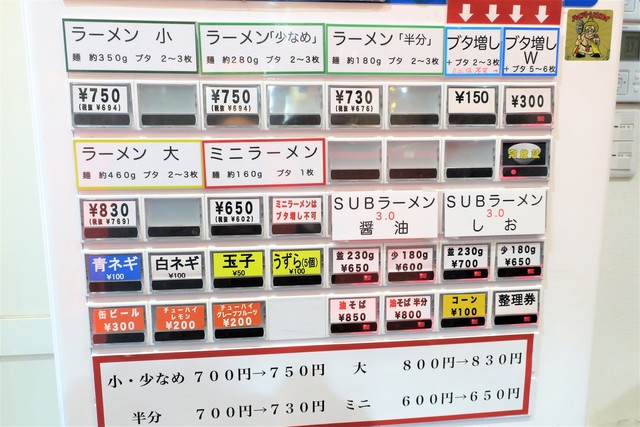 ラーメン 小
麺 約350g ブタ 2～3枚
ラーメン「少なめ」
麺 約280g ブタ 2～3枚
ラーメン「半分」
麺 約180g ブタ 2～3枚
ブタ増し
+ ブタ 2～3枚
ブタ増し
W
+ ブタ 5～6枚
¥750
(税抜 ¥694)
¥750
(税抜 ¥694)
¥730
(税抜 ¥676)
¥150
¥300
ラーメン 大
麺 約460g ブタ 2～3枚
ミニラーメン
麺 約160g ブタ 1枚
¥830
(税抜 ¥769)
¥650
(税抜 ¥602)
ミニラーメンは
ブタ増し不可
SUBラーメン
3.0
醤 油
SUBラーメン
3.0
し お
青ネギ
¥100
白ネギ
¥100
玉子
¥50
うずら(5個)
¥100
並 230g
¥650
少 180g
¥600
並 230g
¥700
少 180g
¥650
缶ビール
¥300
チューハイ
レモン
¥200
チューハイ
グレープフルーツ
¥200
油そば
¥850
油そば 半分
¥800
コーン
¥100
整理券
小・少なめ 700円→750円 大 800円→830円
半分 700円→730円 ミニ 600円→650円